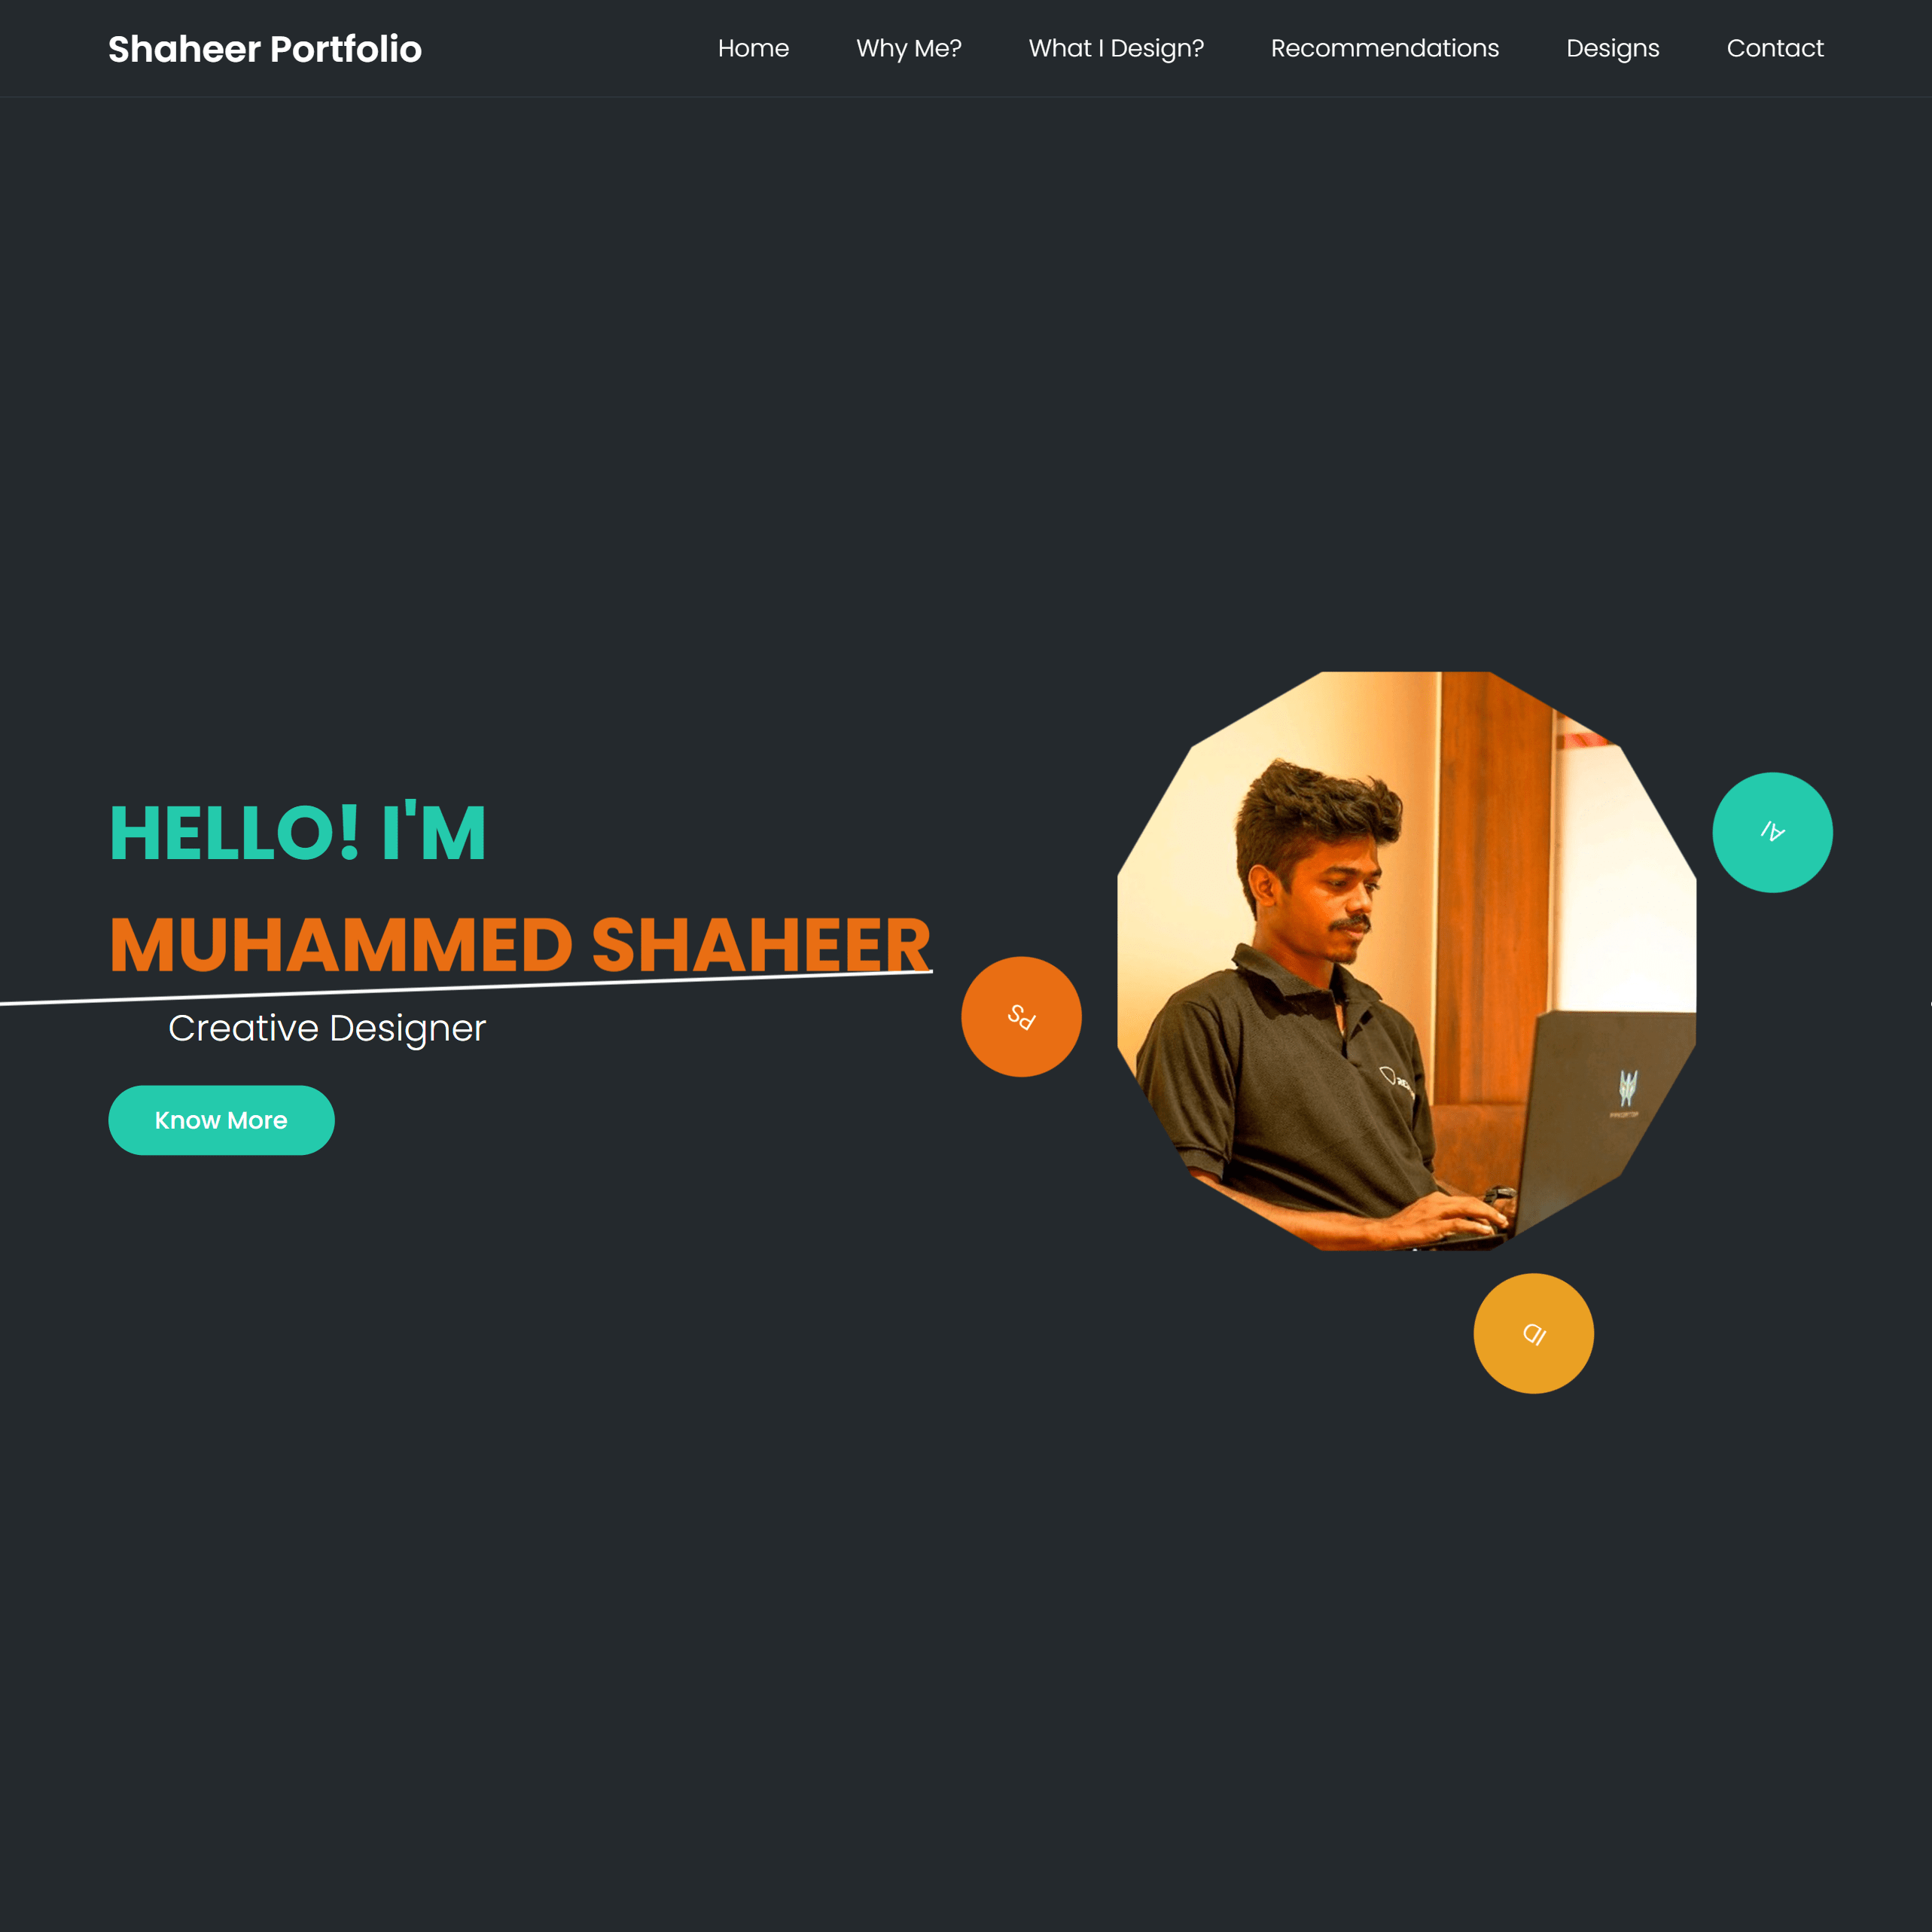 Shaheer Portfolio
Home Why Me? What I Design? Recommendations Designs Contact
HELLO! I'M
MUHAMMED SHAHEER
Creative Designer
Know More
AI
PS
ID